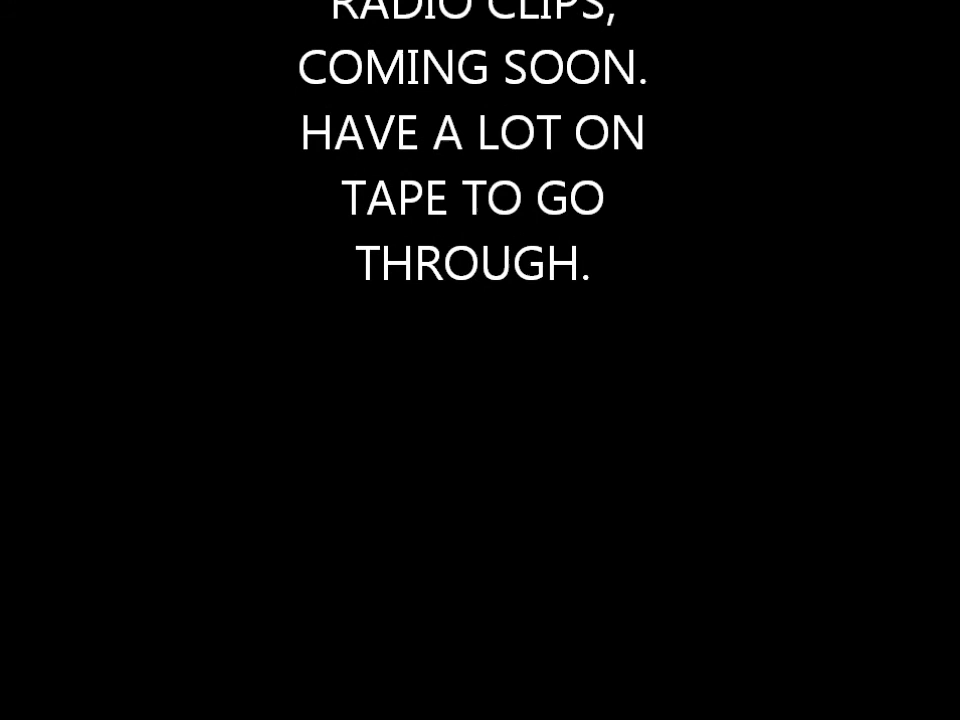 RADIO CLIPS,
COMING SOON.
HAVE A LOT ON
TAPE TO GO
THROUGH.